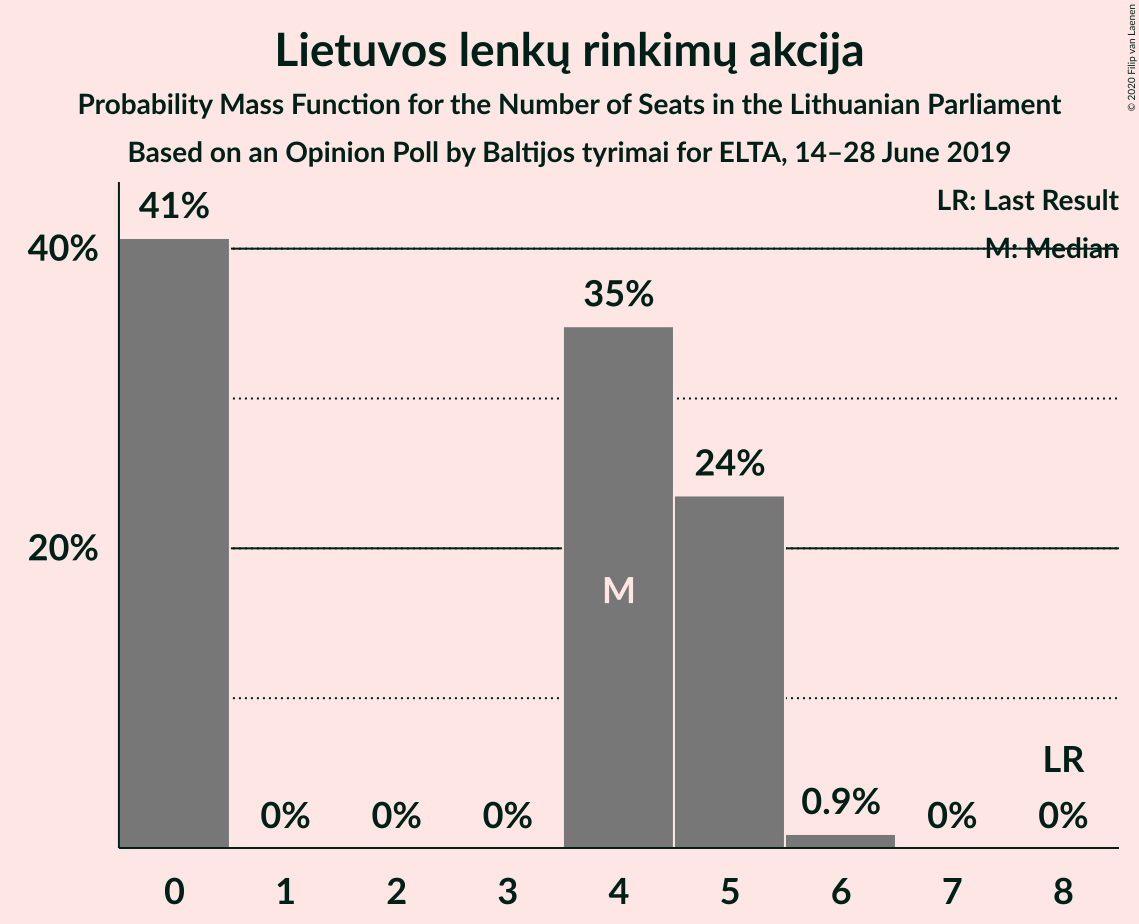 Lietuvos lenkų rinkimų akcija
Probability Mass Function for the Number of Seats in the Lithuanian Parliament
Based on an Opinion Poll by Baltijos tyrimai for ELTA, 14–28 June 2019
© 2020 Filip van Laenen
LR: Last Result
M: Median
41%
40%
35%
24%
20%
M
LR
0% 0% 0% 0.9% 0% 0%
0 1 2 3 4 5 6 7 8